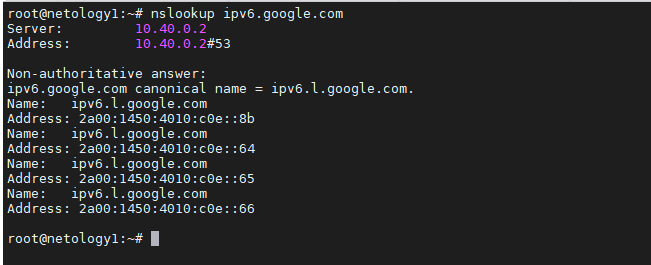 root@netology1:~# nslookup ipv6.google.com
Server:         10.40.0.2
Address:        10.40.0.2#53
Non-authoritative answer:
ipv6.google.com canonical name = ipv6.l.google.com.
Name:   ipv6.l.google.com
Address: 2a00:1450:4010:c0e::8b
Name:   ipv6.l.google.com
Address: 2a00:1450:4010:c0e::64
Name:   ipv6.l.google.com
Address: 2a00:1450:4010:c0e::65
Name:   ipv6.l.google.com
Address: 2a00:1450:4010:c0e::66
root@netology1:~#